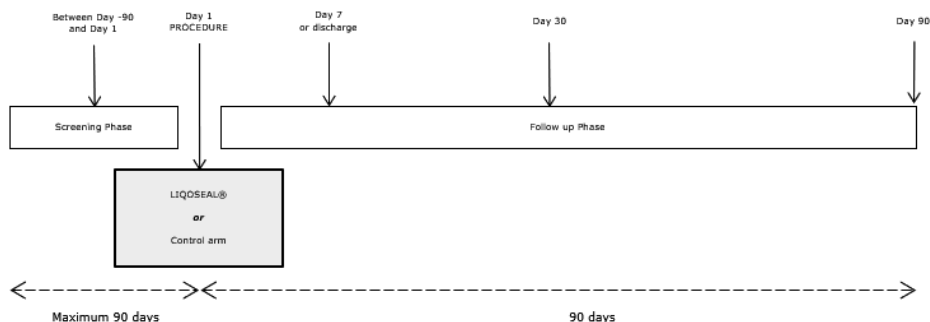 Between Day -90
and Day 1
Day 1
PROCEDURE
Day 7
or discharge
Day 30
Day 90
Screening Phase
Follow up Phase
LIQOSEAL®
or
Control arm
Maximum 90 days
90 days